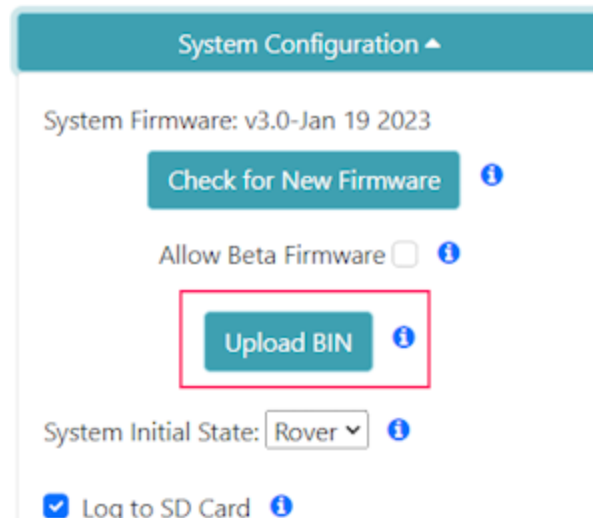 System Configuration
System Firmware: v3.0-Jan 19 2023
Check for New Firmware
Allow Beta Firmware
Upload BIN
System Initial State: Rover
Log to SD Card